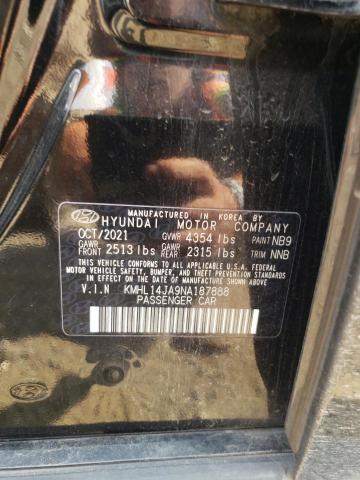 MANUFACTURED IN KOREA BY
HYUNDAI MOTOR COMPANY
OCT/2021 GVWR 4354 lbs PAINT NB9
GAWR FRONT 2513 lbs GAWR REAR 2315 lbs TRIM NNB
THIS VEHICLE CONFORMS TO ALL APPLICABLE U.S.A. FEDERAL
MOTOR VEHICLE SAFETY, BUMPER, AND THEFT PREVENTION
STANDARDS IN EFFECT ON THE DATE OF MANUFACTURE SHOWN ABOVE.
V.I.N KMHL14JA9NA187888
PASSENGER CAR